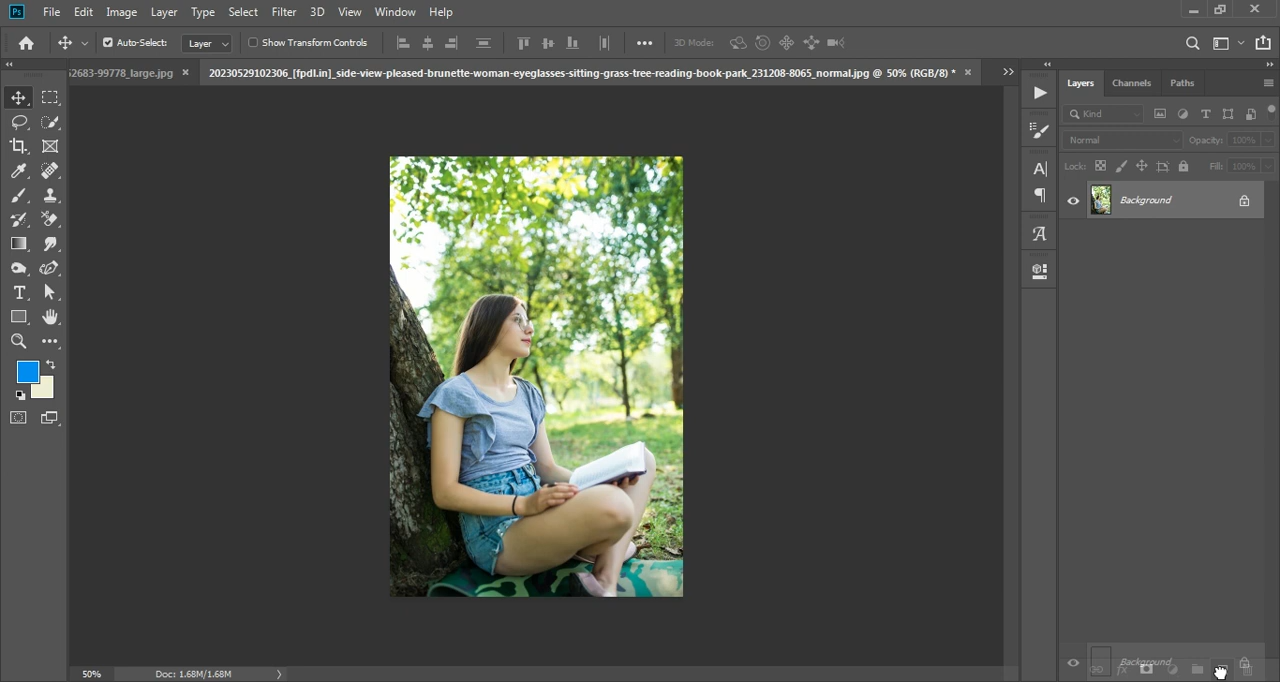 Ps File Edit Image Layer Type Select Filter 3D View Window Help
Auto-Select: Layer Show Transform Controls 3D Mode:
52683-99778_large.jpg × 20230529102306_[fpdl.in]_side-view-pleased-brunette-woman-eyeglasses-sitting-grass-tree-reading-book-park_231208-8065_normal.jpg @ 50% (RGB/8) * ×
Layers Channels Paths
Kind
Normal Opacity: 100%
Lock: Fill: 100%
Background
Background
50% Doc: 1.68M/1.68M